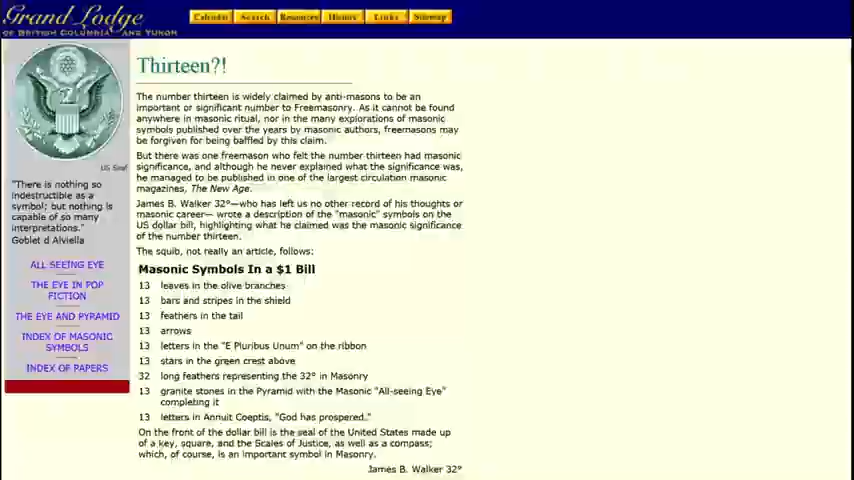 Grand Lodge
OF BRITISH COLUMBIA AND YUKON
Calendar Search Resources History Links Sitemap
Thirteen?!
The number thirteen is widely claimed by anti-masons to be an
important or significant number to Freemasonry. As it cannot be found
anywhere in masonic ritual, nor in the many explorations of masonic
symbols published over the years by masonic authors, freemasons may
be forgiven for being baffled by this claim.
But there was one freemason who felt the number thirteen had masonic
significance, and although he never explained what the significance was,
he managed to be published in one of the largest circulation masonic
magazines, The New Age.
James B. Walker 32°—who has left us no other record of his thoughts or
masonic career— wrote a description of the "masonic" symbols on the
US dollar bill, highlighting what he claimed was the masonic significance
of the number thirteen.
The squib, not really an article, follows:
Masonic Symbols In a $1 Bill
13 leaves in the olive branches
13 bars and stripes in the shield
13 feathers in the tail
13 arrows
13 letters in the "E Pluribus Unum" on the ribbon
13 stars in the green crest above
32 long feathers representing the 32° in Masonry
13 granite stones in the Pyramid with the Masonic "All-seeing Eye"
completing it
13 letters in Annuit Coeptis, "God has prospered."
On the front of the dollar bill is the seal of the United States made up
of a key, square, and the Scales of Justice, as well as a compass;
which, of course, is an important symbol in Masonry.
James B. Walker 32°
US Seal
"There is nothing so
indestructible as a
symbol; but nothing is
capable of so many
interpretations."
Goblet d Alviella
ALL SEEING EYE
THE EYE IN POP
FICTION
THE EYE AND PYRAMID
INDEX OF MASONIC
SYMBOLS
INDEX OF PAPERS